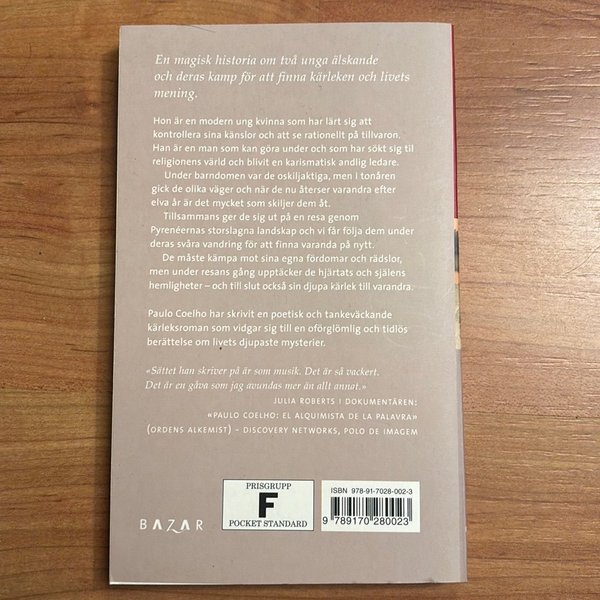 En magisk historia om två unga älskande
och deras kamp för att finna kärleken och livets
mening.
Hon är en modern ung kvinna som har lärt sig att
kontrollera sina känslor och att se rationellt på tillvaron.
Han är en man som kan göra under och som har sökt sig till
religionens värld och blivit en karismatisk andlig ledare.
Under barndomen var de oskiljaktiga, men i tonåren
gick de olika väger och när de nu återser varandra efter
elva år är det mycket som skiljer dem åt.
Tillsammans ger de sig ut på en resa genom
Pyrenéernas storslagna landskap och vi får följa dem under
deras svåra vandring för att finna varanda på nytt.
De måste kämpa mot sina egna fördomar och rädslor,
men under resans gång upptäcker de hjärtats och själens
hemligheter – och till slut också sin djupa kärlek till varandra.
Paulo Coelho har skrivit en poetisk och tankeväckande
kärleksroman som vidgar sig till en oförglömlig och tidlös
berättelse om livets djupaste mysterier.
«Sättet han skriver på är som musik. Det är så vackert.
Det är en gåva som jag avundas mer än allt annat.»
JULIA ROBERTS I DOKUMENTÄREN:
«PAULO COELHO: EL ALQUIMISTA DE LA PALAVRA»
(ORDENS ALKEMIST) - DISCOVERY NETWORKS, POLO DE IMAGEM
BAZAR
PRISGRUPP
F
POCKET STANDARD
ISBN 978-91-7028-002-3
9 789170 280023